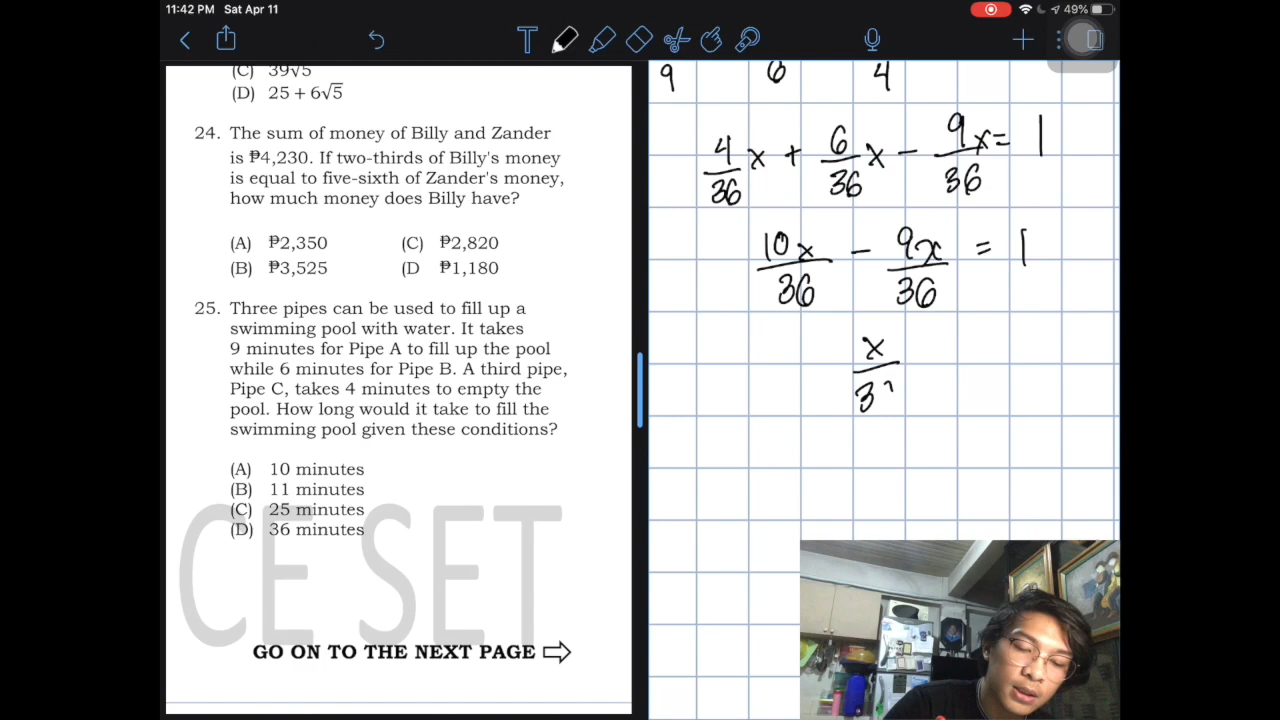 11:42 PM Sat Apr 11
49%
(C) 39√5
(D) 25 + 6√5
24. The sum of money of Billy and Zander
is ₱4,230. If two-thirds of Billy's money
is equal to five-sixth of Zander's money,
how much money does Billy have?
(A) ₱2,350 (C) ₱2,820
(B) ₱3,525 (D ₱1,180
25. Three pipes can be used to fill up a
swimming pool with water. It takes
9 minutes for Pipe A to fill up the pool
while 6 minutes for Pipe B. A third pipe,
Pipe C, takes 4 minutes to empty the
pool. How long would it take to fill the
swimming pool given these conditions?
(A) 10 minutes
(B) 11 minutes
(C) 25 minutes
(D) 36 minutes
CE SET
GO ON TO THE NEXT PAGE
9 6 4
4/36 x + 6/36 x - 9x/36 = 1
10x/36 - 9x/36 = 1
x/3